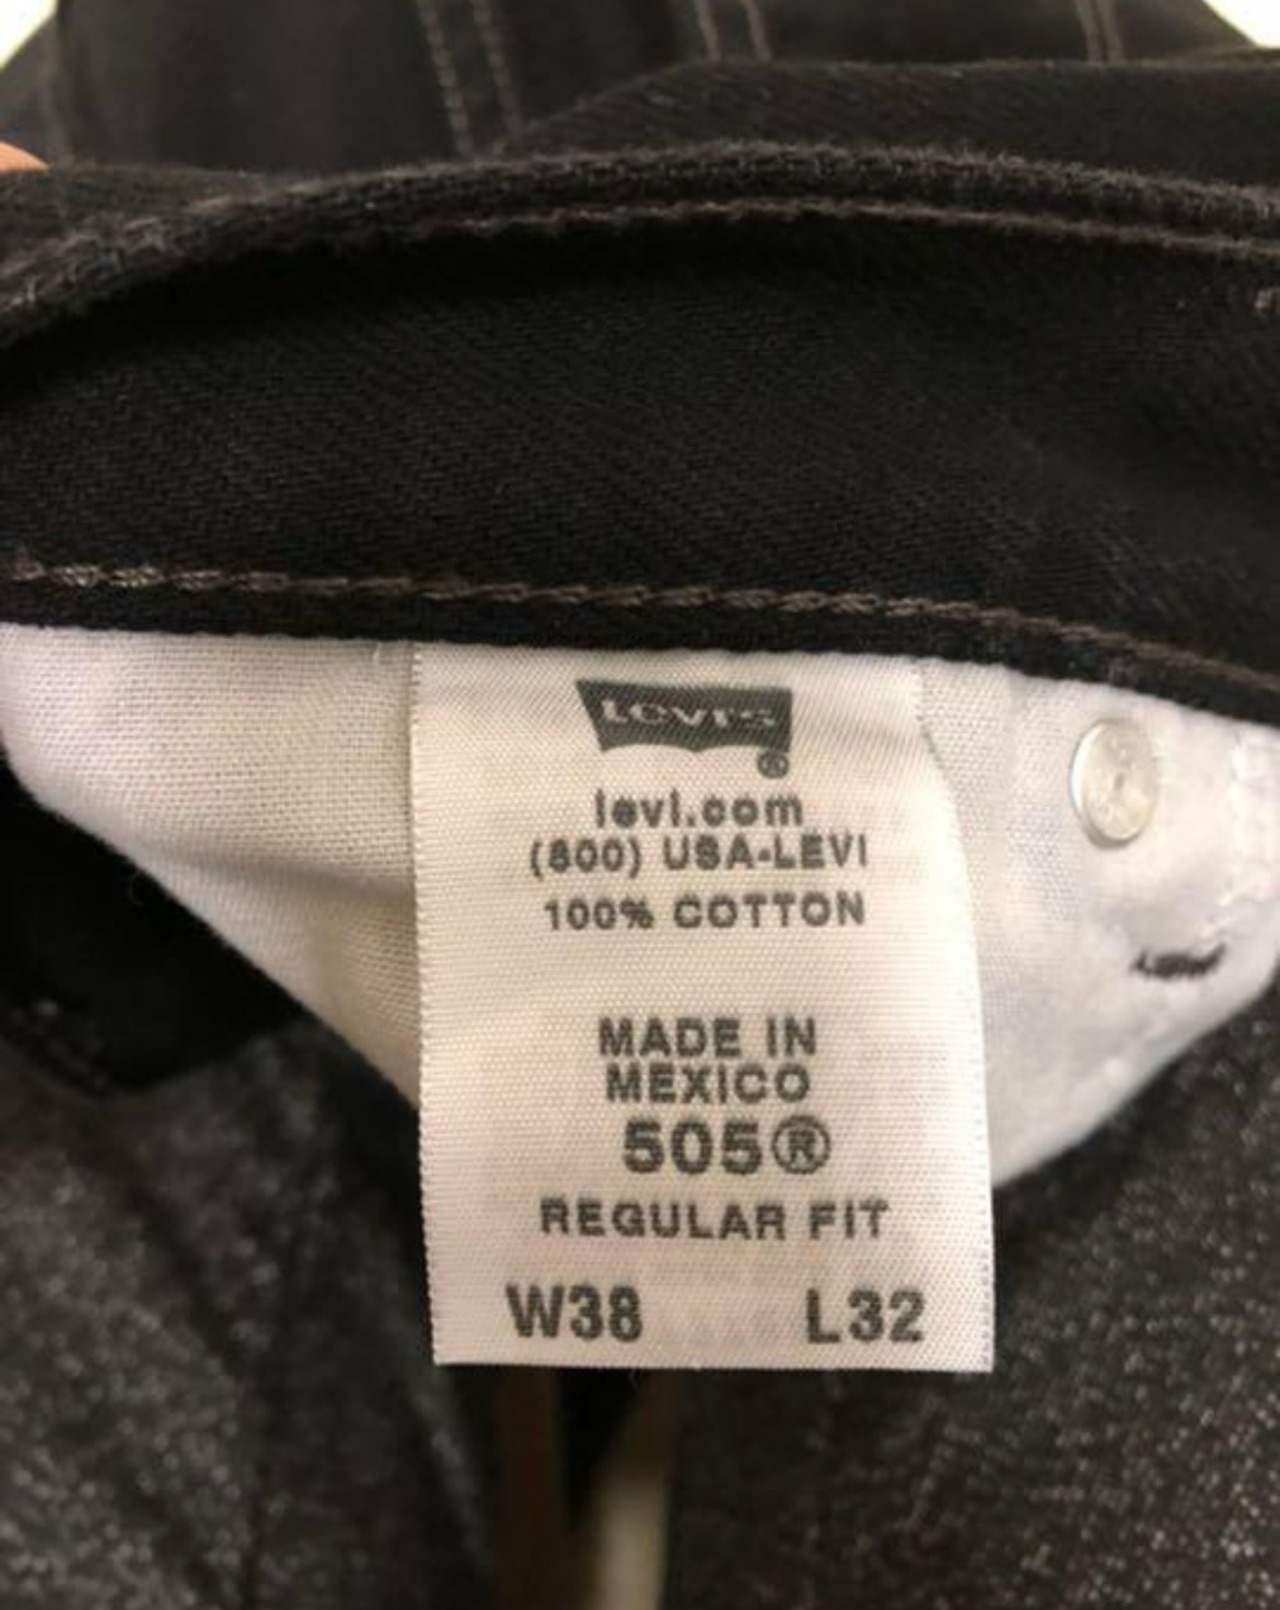 Levi's
®
levi.com
(800) USA-LEVI
100% COTTON
MADE IN
MEXICO
505®
REGULAR FIT
W38 L32